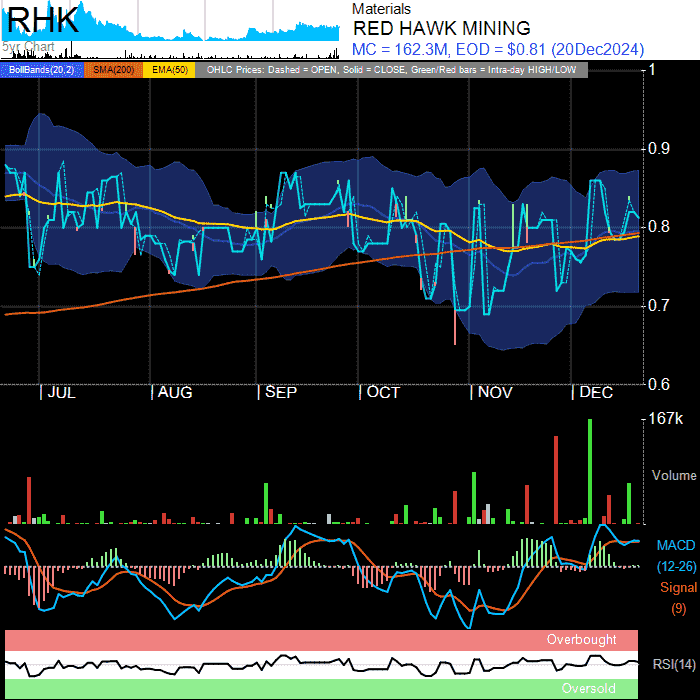 RHK
5yr Chart
Materials
RED HAWK MINING
MC = 162.3M, EOD = $0.81 (20Dec2024)
BollBands(20,2) SMA(200) EMA(50) OHLC Prices: Dashed = OPEN, Solid = CLOSE, Green/Red bars = Intra-day HIGH/LOW
1
0.9
0.8
0.7
0.6
| JUL | AUG | SEP | OCT | NOV | DEC
167k
Volume
MACD
(12-26)
Signal
(9)
Overbought
RSI(14)
Oversold